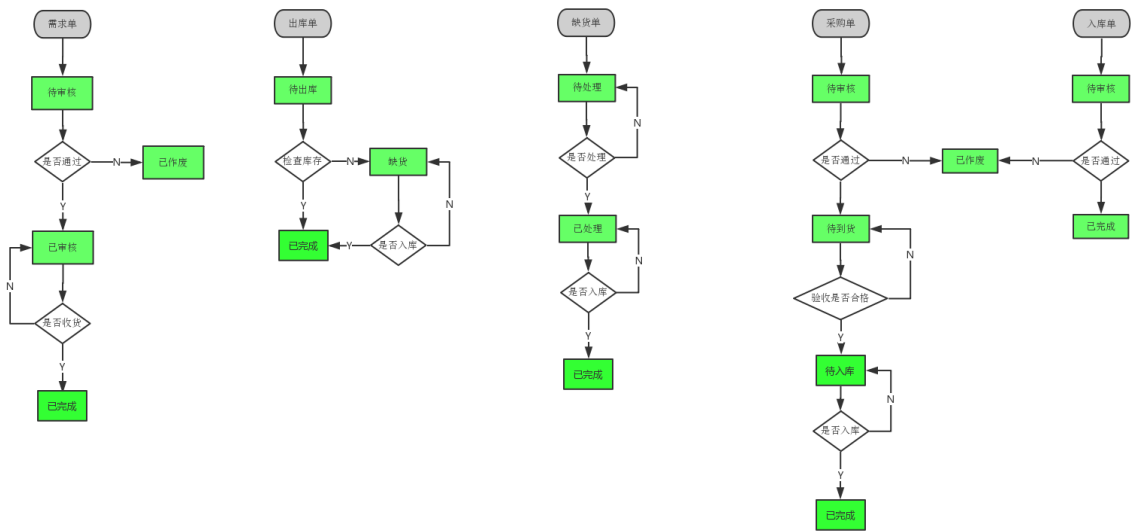 需求单
待审核
是否通过
N
已作废
Y
已审核
N
是否收货
Y
已完成
出库单
待出库
检查库存
N
缺货
Y
N
已完成
Y
是否入库
缺货单
待处理
N
是否处理
Y
已处理
N
是否入库
Y
已完成
采购单
待审核
是否通过
N
已作废
N
待到货
N
验收是否合格
Y
待入库
N
是否入库
Y
已完成
入库单
待审核
是否通过
Y
已完成